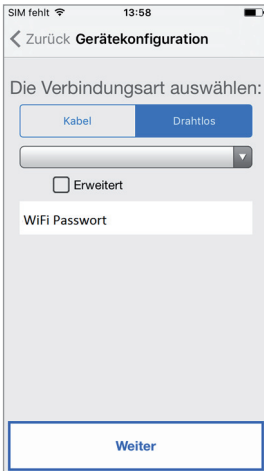 SIM fehlt 13:58
Zurück Gerätekonfiguration
Die Verbindungsart auswählen:
Kabel Drahtlos
Erweitert
WiFi Passwort
Weiter